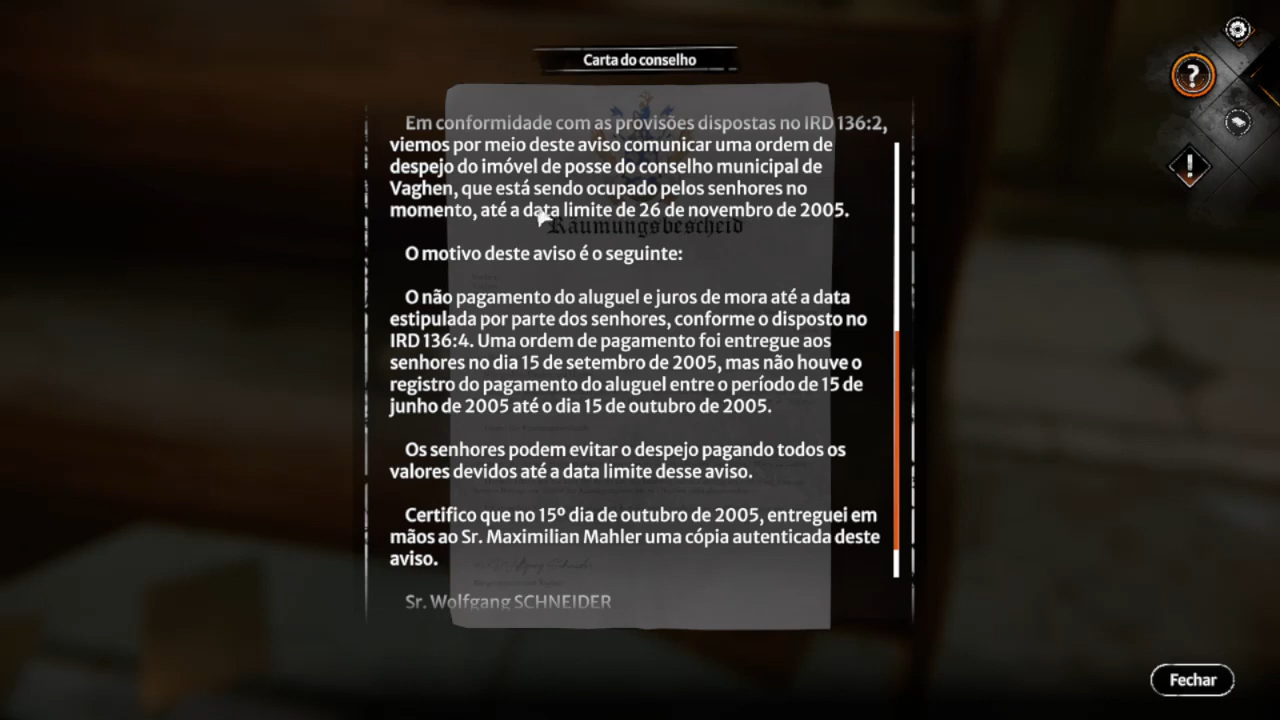 Carta do conselho
Em conformidade com as provisões dispostas no IRD 136:2,
viemos por meio deste aviso comunicar uma ordem de
despejo do imóvel de posse do conselho municipal de
Vaghen, que está sendo ocupado pelos senhores no
momento, até a data limite de 26 de novembro de 2005.
Räumungsbescheid
O motivo deste aviso é o seguinte:
O não pagamento do aluguel e juros de mora até a data
estipulada por parte dos senhores, conforme o disposto no
IRD 136:4. Uma ordem de pagamento foi entregue aos
senhores no dia 15 de setembro de 2005, mas não houve o
registro do pagamento do aluguel entre o período de 15 de
junho de 2005 até o dia 15 de outubro de 2005.
Os senhores podem evitar o despejo pagando todos os
valores devidos até a data limite desse aviso.
Certifico que no 15º dia de outubro de 2005, entreguei em
mãos ao Sr. Maximilian Mahler uma cópia autenticada deste
aviso.
Sr. Wolfgang SCHNEIDER
Fechar